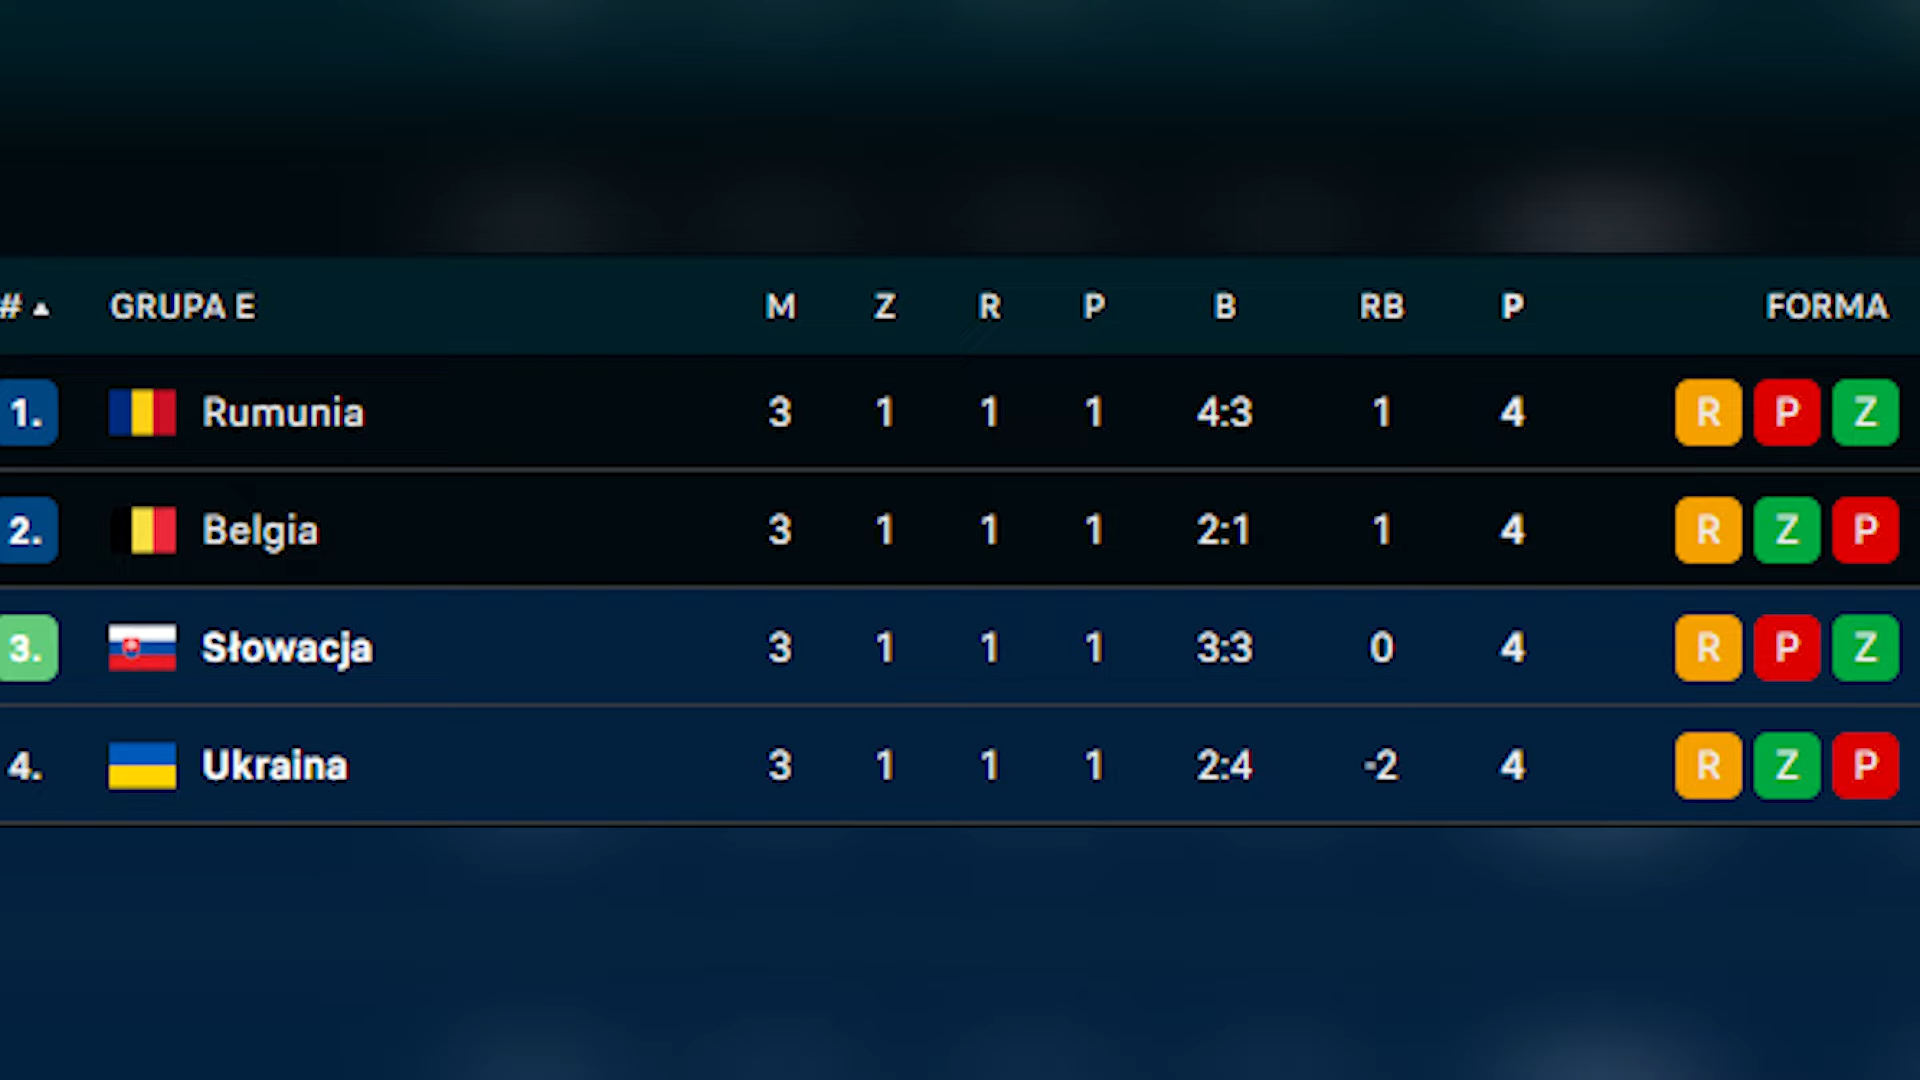 # ▲ GRUPA E M Z R P B RB P FORMA
1. Rumunia 3 1 1 1 4:3 1 4 R P Z
2. Belgia 3 1 1 1 2:1 1 4 R Z P
3. Słowacja 3 1 1 1 3:3 0 4 R P Z
4. Ukraina 3 1 1 1 2:4 -2 4 R Z P